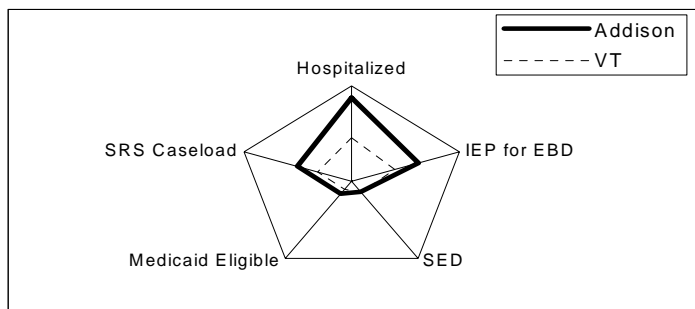 Addison
VT
Hospitalized
SRS Caseload
IEP for EBD
Medicaid Eligible
SED